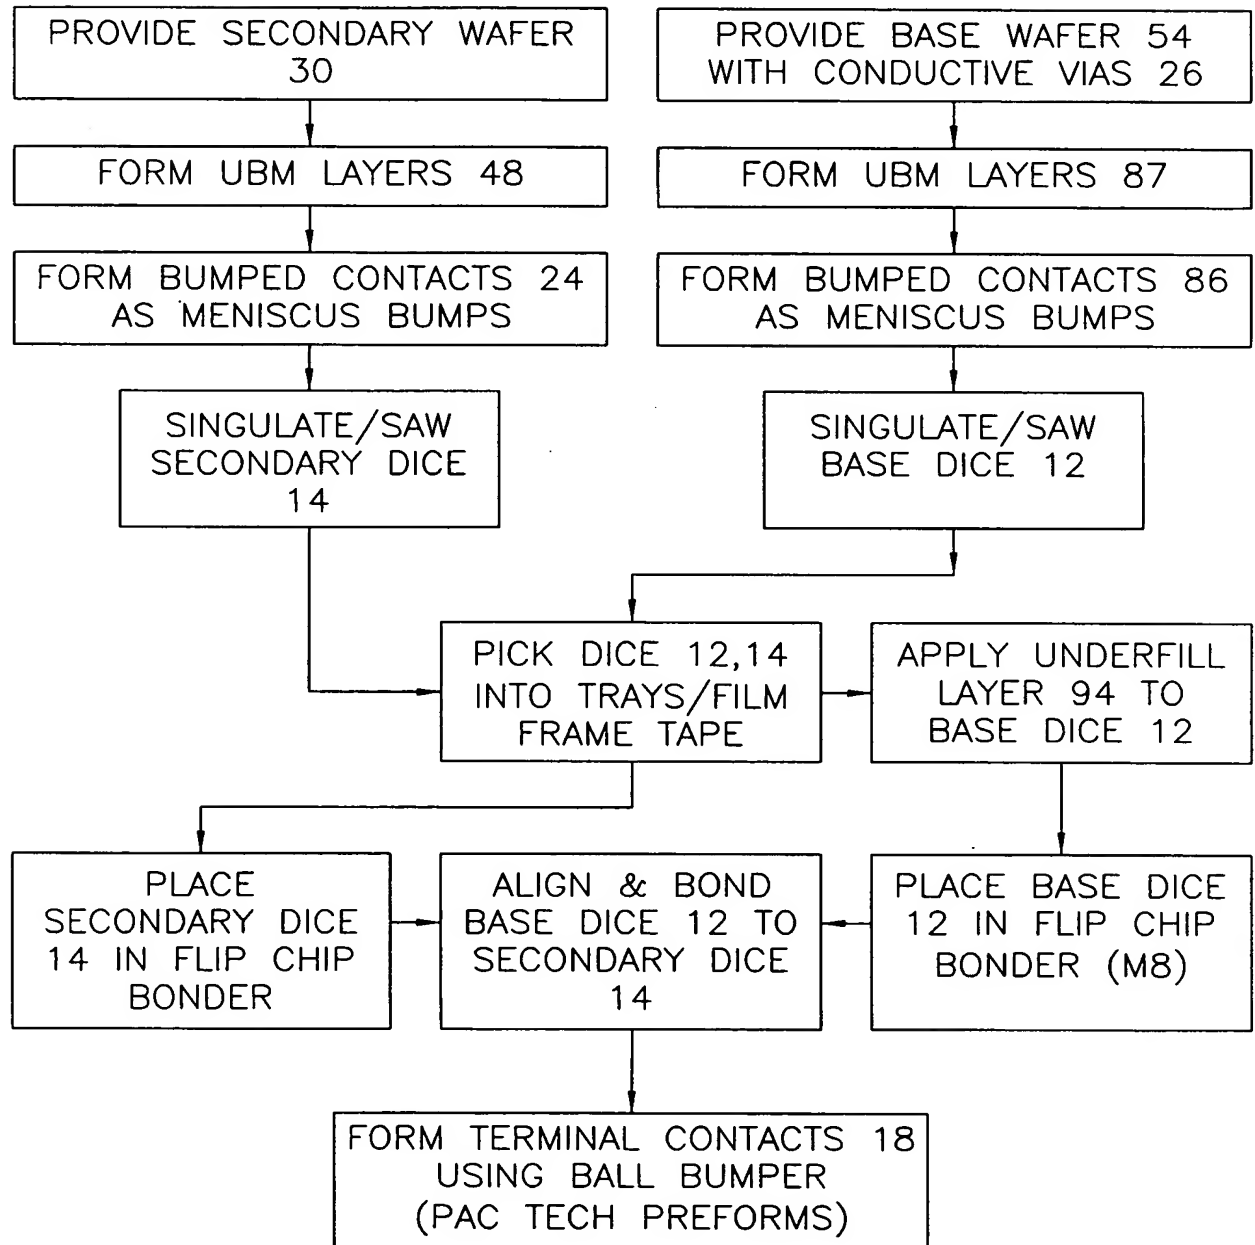 PROVIDE SECONDARY WAFER
30
PROVIDE BASE WAFER 54
WITH CONDUCTIVE VIAS 26
FORM UBM LAYERS 48
FORM UBM LAYERS 87
FORM BUMPED CONTACTS 24
AS MENISCUS BUMPS
FORM BUMPED CONTACTS 86
AS MENISCUS BUMPS
SINGULATE/SAW
SECONDARY DICE
14
SINGULATE/SAW
BASE DICE 12
PICK DICE 12,14
INTO TRAYS/FILM
FRAME TAPE
APPLY UNDERFILL
LAYER 94 TO
BASE DICE 12
PLACE
SECONDARY DICE
14 IN FLIP CHIP
BONDER
ALIGN & BOND
BASE DICE 12 TO
SECONDARY DICE
14
PLACE BASE DICE
12 IN FLIP CHIP
BONDER (M8)
FORM TERMINAL CONTACTS 18
USING BALL BUMPER
(PAC TECH PREFORMS)